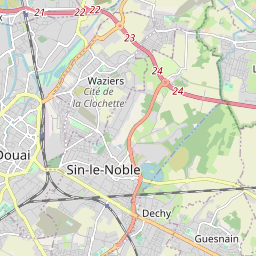 21
22
22
23
24
24
Waziers
Cité de
la Clochette
Douai
Sin-le-Noble
Dechy
Guesnain